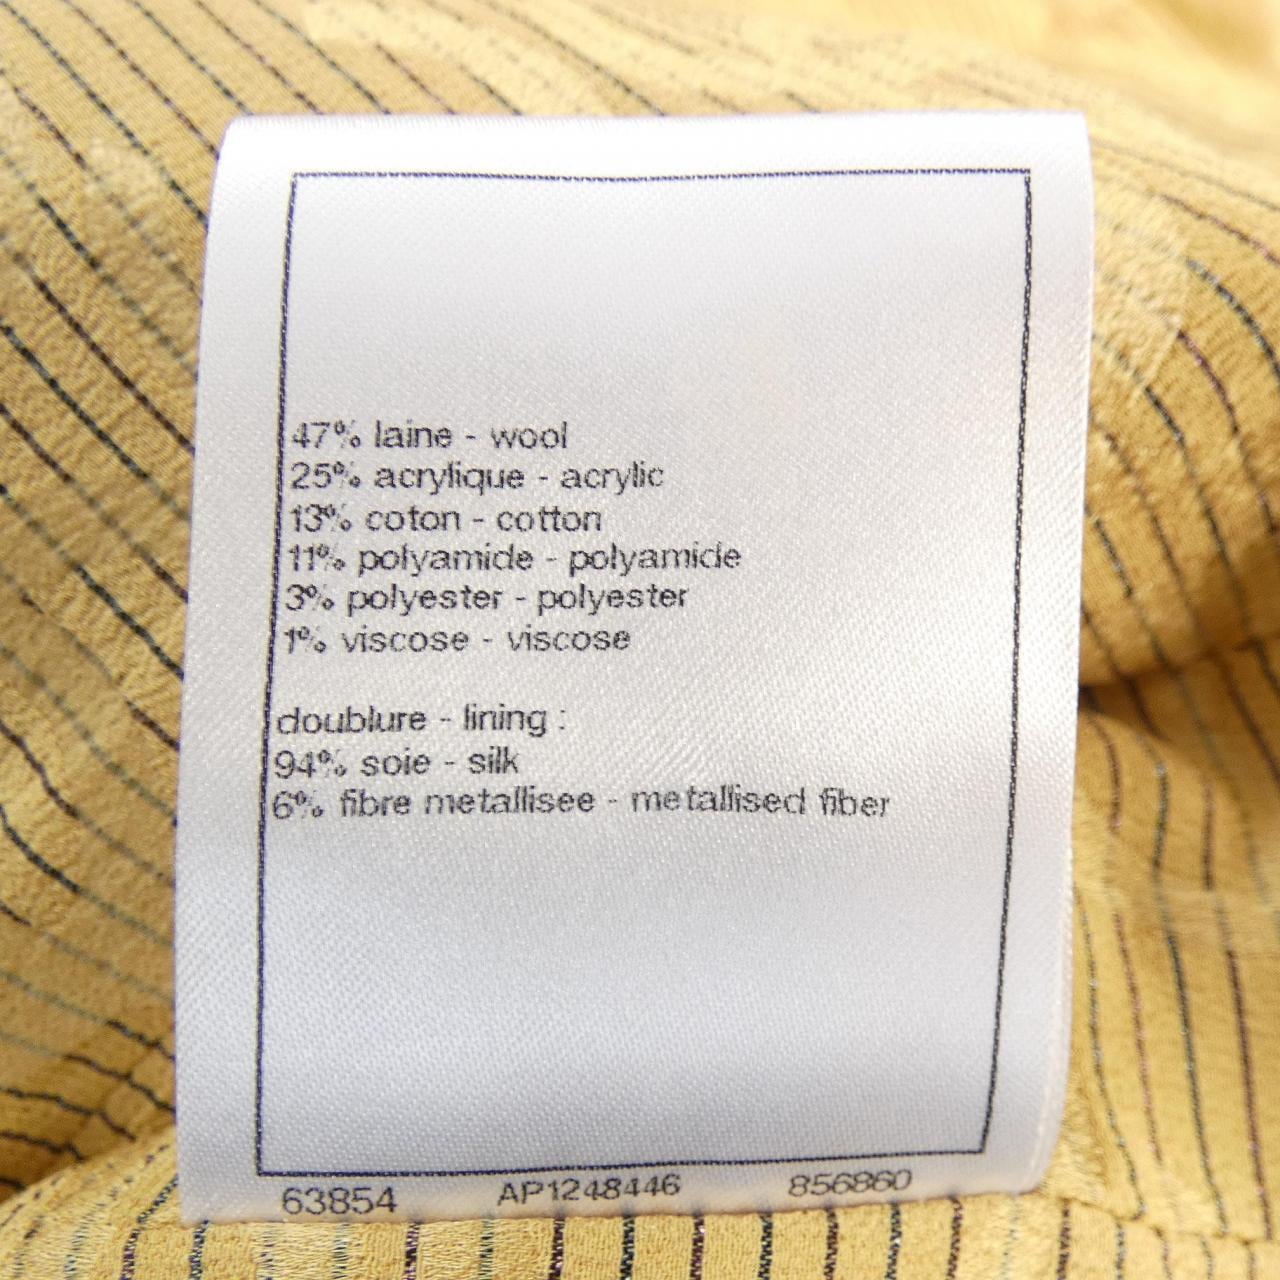 47% laine - wool
25% acrylique - acrylic
13% coton - cotton
11% polyamide - polyamide
3% polyester - polyester
1% viscose - viscose
doublure - lining :
94% soie - silk
6% fibre metallisee - metallised fiber
63854 AP1248446 856860